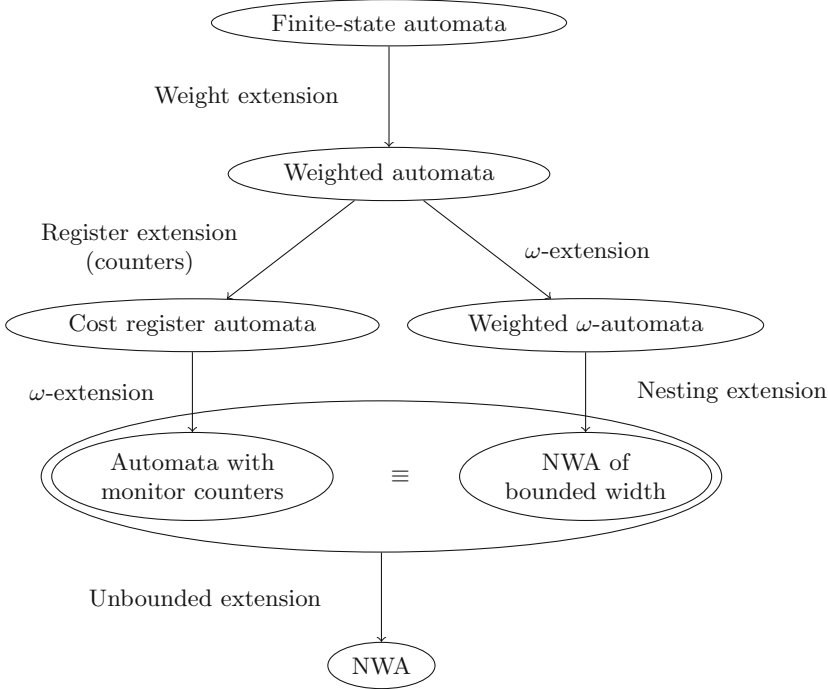 Finite-state automata
Weight extension
Weighted automata
Register extension
(counters)
ω-extension
Cost register automata
Weighted ω-automata
ω-extension
Nesting extension
Automata with
monitor counters
≡
NWA of
bounded width
Unbounded extension
NWA